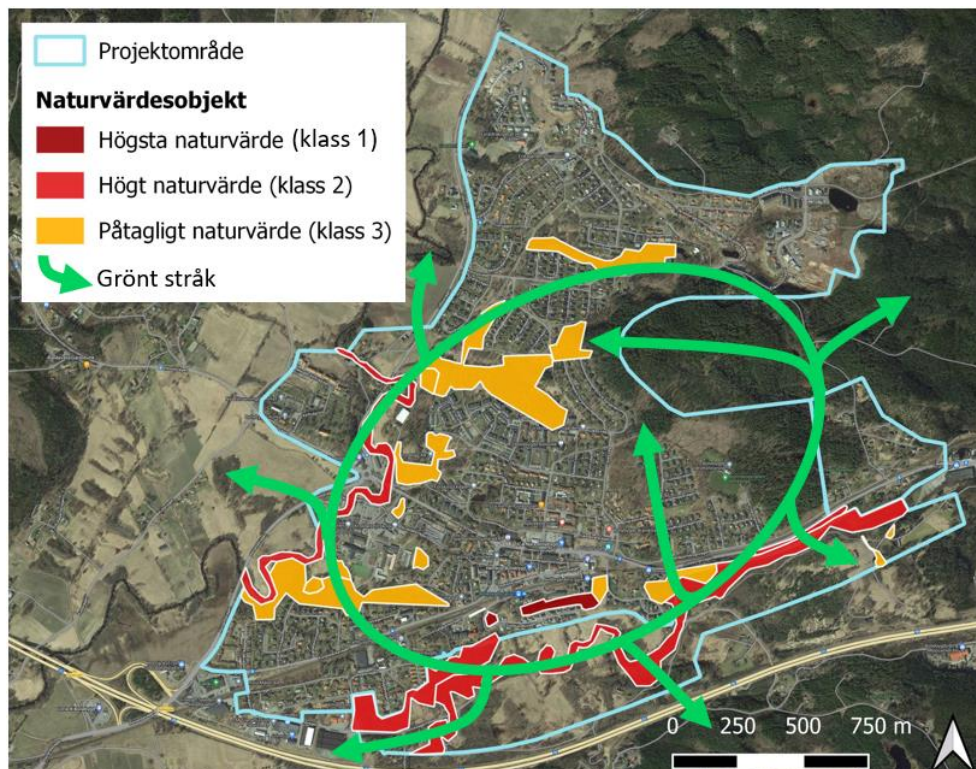 Projektområde
Naturvärdesobjekt
Högsta naturvärde (klass 1)
Högt naturvärde (klass 2)
Påtagligt naturvärde (klass 3)
Grönt stråk
0 250 500 750 m